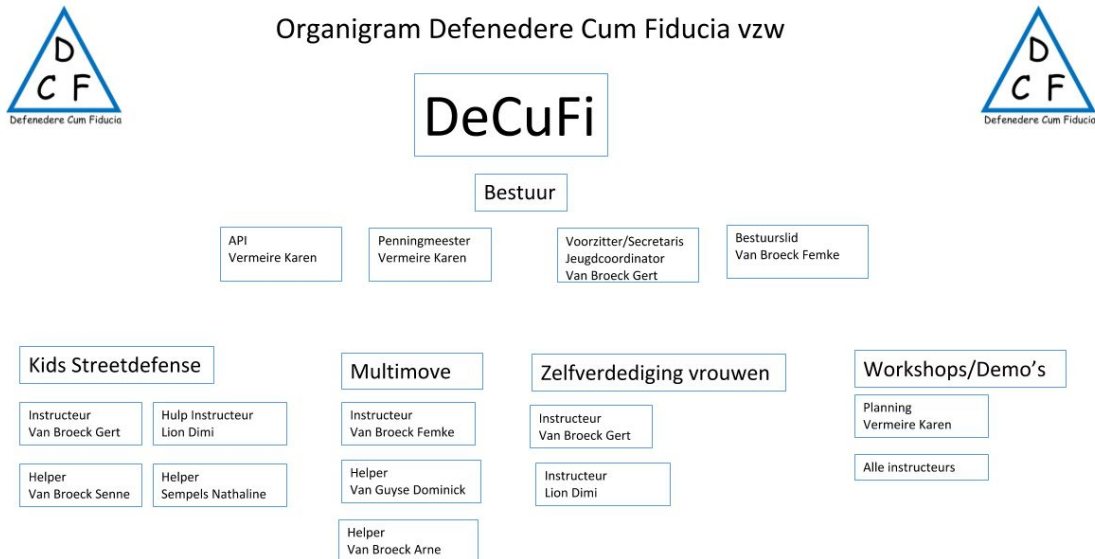 Organigram Defenedere Cum Fiducia vzw
D
C F
Defenedere Cum Fiducia
D
C F
Defenedere Cum Fiducia
DeCuFi
Bestuur
API
Vermeire Karen
Penningmeester
Vermeire Karen
Voorzitter/Secretaris
Jeugdcoordinator
Van Broeck Gert
Bestuurslid
Van Broeck Femke
Kids Streetdefense
Instructeur
Van Broeck Gert
Hulp Instructeur
Lion Dimi
Helper
Van Broeck Senne
Helper
Sempels Nathaline
Multimove
Instructeur
Van Broeck Femke
Helper
Van Guyse Dominick
Helper
Van Broeck Arne
Zelfverdediging vrouwen
Instructeur
Van Broeck Gert
Instructeur
Lion Dimi
Workshops/Demo’s
Planning
Vermeire Karen
Alle instructeurs